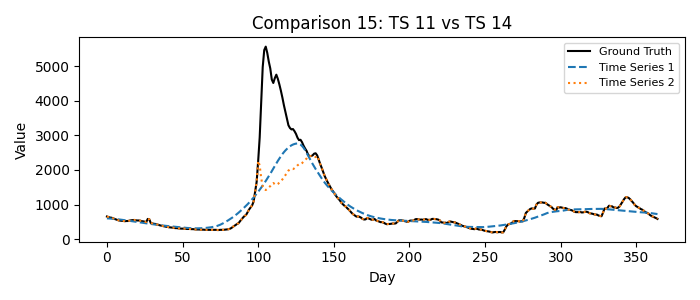 Comparison 15: TS 11 vs TS 14
Ground Truth
Time Series 1
Time Series 2
Value
5000
4000
3000
2000
1000
0
0 50 100 150 200 250 300 350
Day